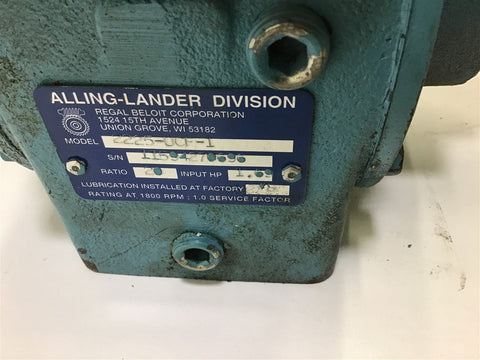 ALLING-LANDER DIVISION
REGAL BELOIT CORPORATION
1524 15TH AVENUE
UNION GROVE, WI 53182
MODEL
S/N
RATIO 20 INPUT HP
LUBRICATION INSTALLED AT FACTORY
RATING AT 1800 RPM : 1.0 SERVICE FACTOR